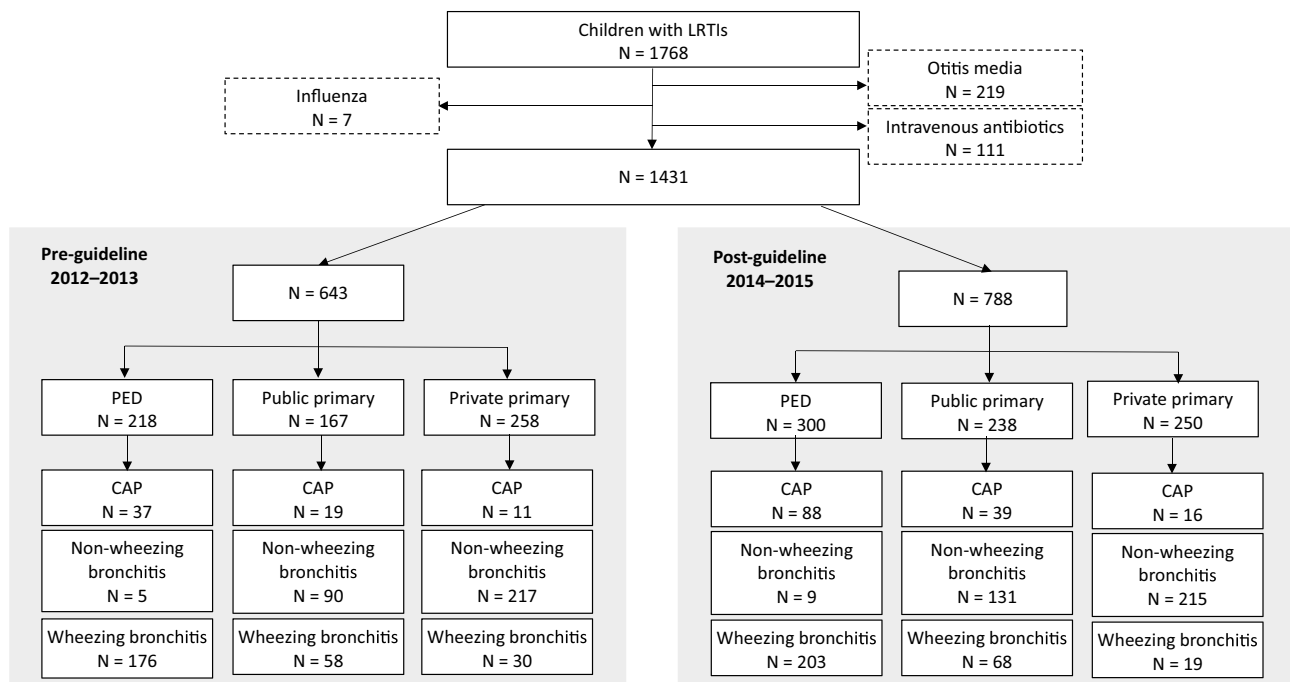 Children with LRTIs
N = 1768
Influenza
N = 7
Otitis media
N = 219
Intravenous antibiotics
N = 111
N = 1431
Pre-guideline
2012–2013
N = 643
PED
N = 218
Public primary
N = 167
Private primary
N = 258
CAP
N = 37
CAP
N = 19
CAP
N = 11
Non-wheezing
bronchitis
N = 5
Non-wheezing
bronchitis
N = 90
Non-wheezing
bronchitis
N = 217
Wheezing bronchitis
N = 176
Wheezing bronchitis
N = 58
Wheezing bronchitis
N = 30
Post-guideline
2014–2015
N = 788
PED
N = 300
Public primary
N = 238
Private primary
N = 250
CAP
N = 88
CAP
N = 39
CAP
N = 16
Non-wheezing
bronchitis
N = 9
Non-wheezing
bronchitis
N = 131
Non-wheezing
bronchitis
N = 215
Wheezing bronchitis
N = 203
Wheezing bronchitis
N = 68
Wheezing bronchitis
N = 19